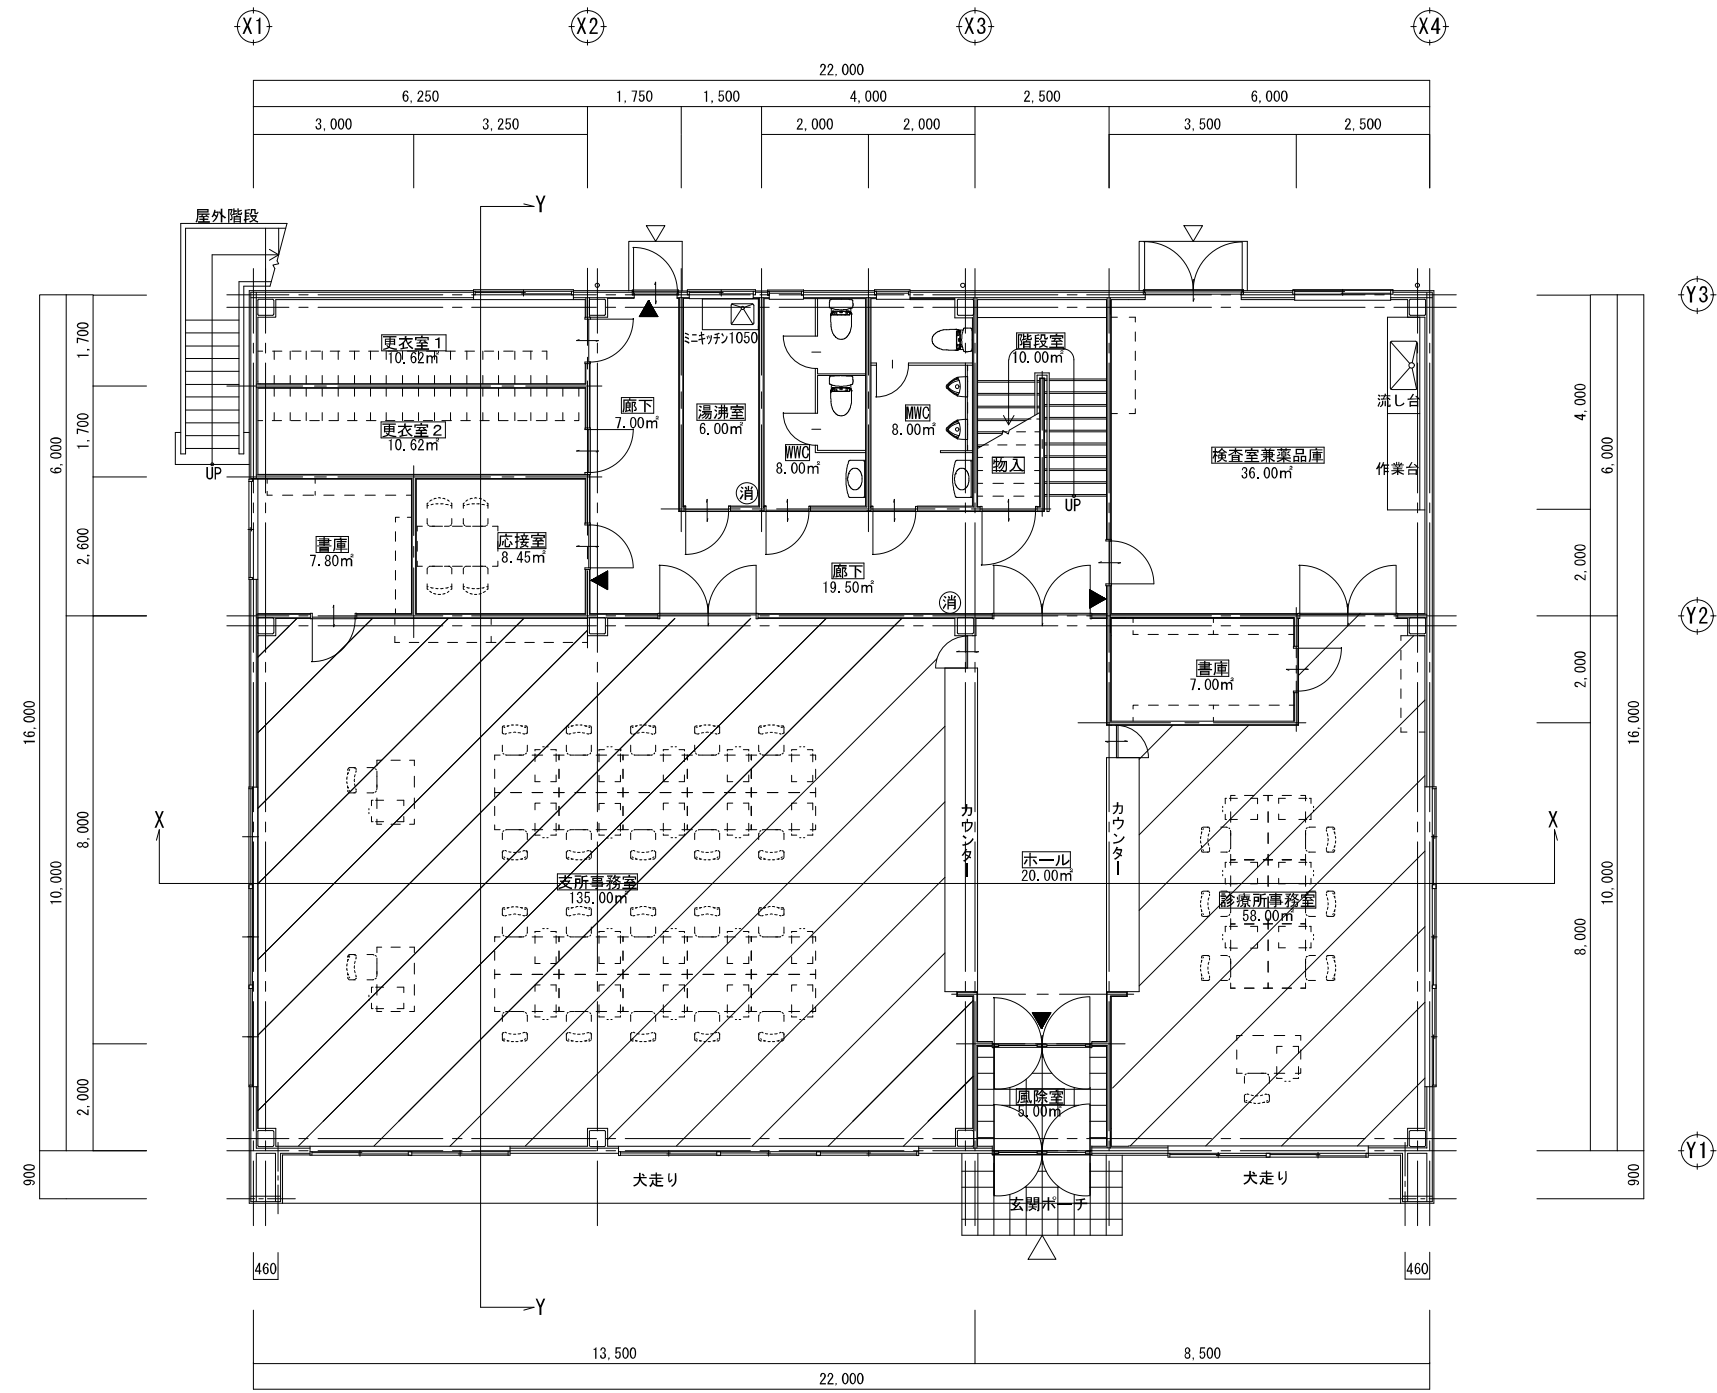 X1
X2
X3
X4
22,000
6,250
1,750
1,500
4,000
2,500
6,000
3,000
3,250
2,000
2,000
3,500
2,500
屋外階段
Y
UP
更衣室1
10.62㎡
更衣室2
10.62㎡
書庫
7.80㎡
応接室
8.45㎡
廊下
7.00㎡
ミニキッチン1050
湯沸室
6.00㎡
消
WWC
8.00㎡
MWC
8.00㎡
階段室
10.00㎡
物入
UP
廊下
19.50㎡
消
検査室兼薬品庫
36.00㎡
流し台
作業台
書庫
7.00㎡
支所事務室
135.00㎡
カウンター
ホール
20.00㎡
カウンター
診療所事務室
58.00㎡
風除室
5.00㎡
玄関ポーチ
犬走り
犬走り
X
X
Y
Y3
Y2
Y1
1,700
1,700
2,600
6,000
16,000
8,000
10,000
2,000
900
4,000
2,000
6,000
2,000
16,000
10,000
8,000
900
460
460
13,500
8,500
22,000